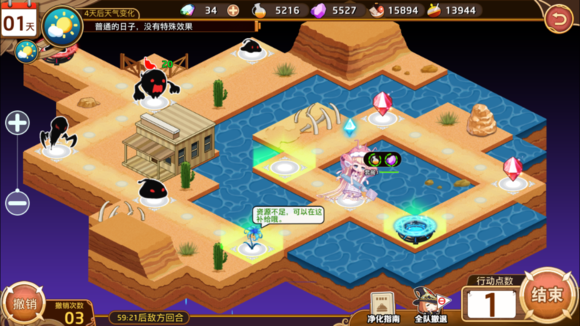 01天
4天后天气变化
34
5216
5527
15894
13944
普通的日子，没有特殊效果
20
资源不足，可以在这
补给哦。
撤销
撤销次数
03
59:21后敌方回合
净化指南
全队撤退
行动点数
1
结束